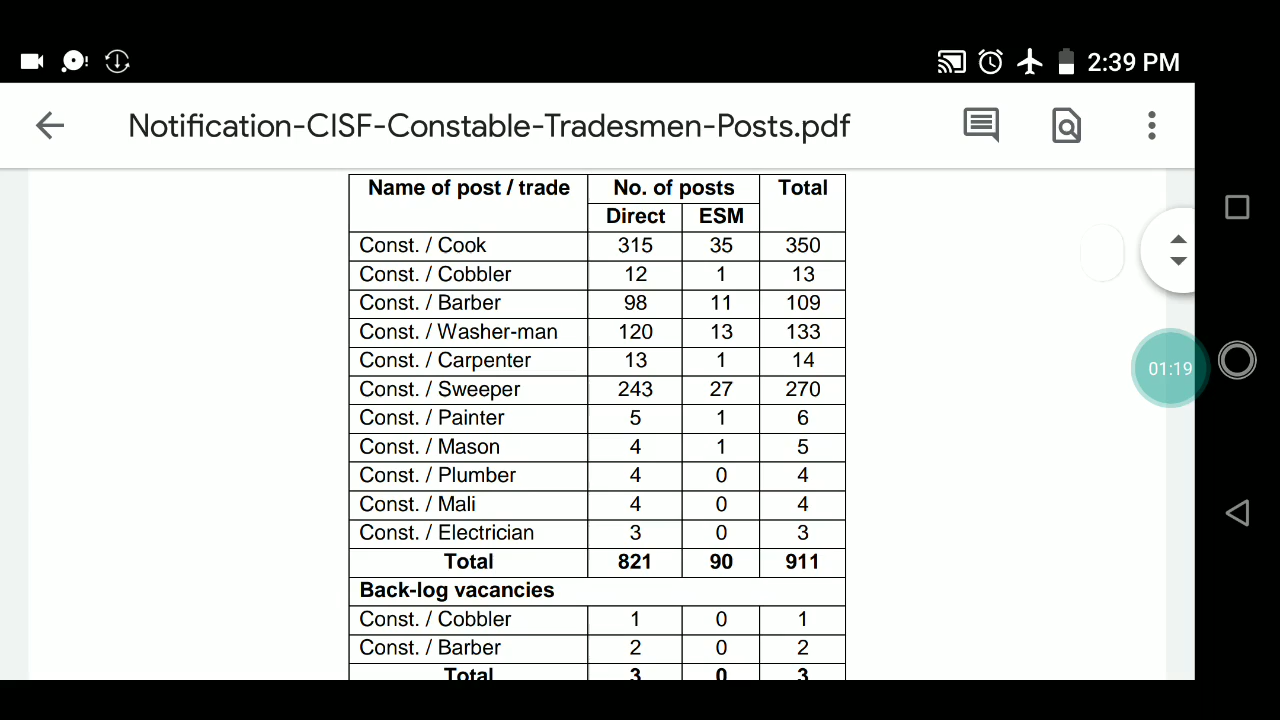 2:39 PM
Notification-CISF-Constable-Tradesmen-Posts.pdf
Name of post / trade No. of posts Total
Direct ESM
Const. / Cook 315 35 350
Const. / Cobbler 12 1 13
Const. / Barber 98 11 109
Const. / Washer-man 120 13 133
Const. / Carpenter 13 1 14
01:19
Const. / Sweeper 243 27 270
Const. / Painter 5 1 6
Const. / Mason 4 1 5
Const. / Plumber 4 0 4
Const. / Mali 4 0 4
Const. / Electrician 3 0 3
Total 821 90 911
Back-log vacancies
Const. / Cobbler 1 0 1
Const. / Barber 2 0 2
Total 3 0 3